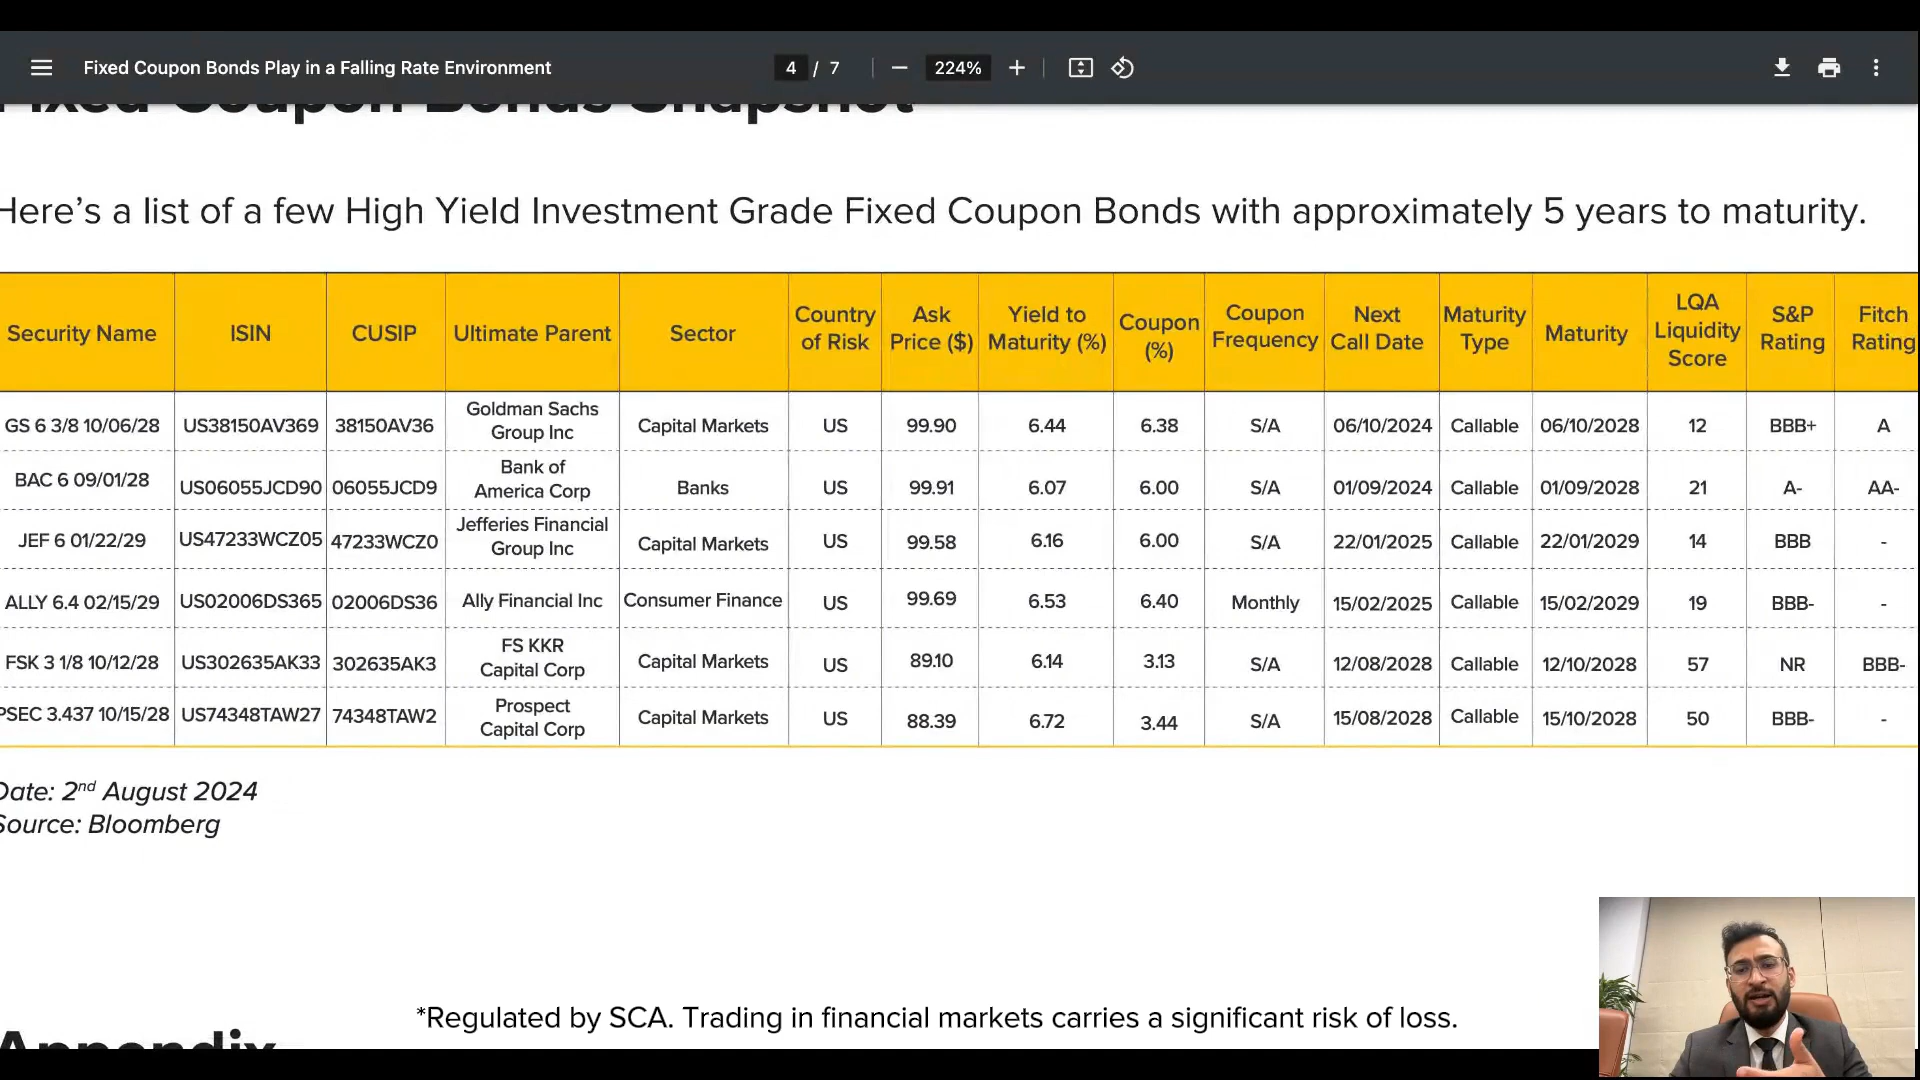 Fixed Coupon Bonds Play in a Falling Rate Environment 4 / 7 224%
Fixed Coupon Bonds Snapshot
Here's a list of a few High Yield Investment Grade Fixed Coupon Bonds with approximately 5 years to maturity.
Security Name ISIN CUSIP Ultimate Parent Sector Country of Risk Ask Price ($) Yield to Maturity (%) Coupon (%) Coupon Frequency Next Call Date Maturity Type Maturity LQA Liquidity Score S&P Rating Fitch Rating
GS 6 3/8 10/06/28 US38150AV369 38150AV36 Goldman Sachs Group Inc Capital Markets US 99.90 6.44 6.38 S/A 06/10/2024 Callable 06/10/2028 12 BBB+ A
BAC 6 09/01/28 US06055JCD90 06055JCD9 Bank of America Corp Banks US 99.91 6.07 6.00 S/A 01/09/2024 Callable 01/09/2028 21 A- AA-
JEF 6 01/22/29 US47233WCZ05 47233WCZ0 Jefferies Financial Group Inc Capital Markets US 99.58 6.16 6.00 S/A 22/01/2025 Callable 22/01/2029 14 BBB -
ALLY 6.4 02/15/29 US02006DS365 02006DS36 Ally Financial Inc Consumer Finance US 99.69 6.53 6.40 Monthly 15/02/2025 Callable 15/02/2029 19 BBB- -
FSK 3 1/8 10/12/28 US302635AK33 302635AK3 FS KKR Capital Corp Capital Markets US 89.10 6.14 3.13 S/A 12/08/2028 Callable 12/10/2028 57 NR BBB-
PSEC 3.437 10/15/28 US74348TAW27 74348TAW2 Prospect Capital Corp Capital Markets US 88.39 6.72 3.44 S/A 15/08/2028 Callable 15/10/2028 50 BBB- -
Date: 2nd August 2024
Source: Bloomberg
*Regulated by SCA. Trading in financial markets carries a significant risk of loss.
Appendix